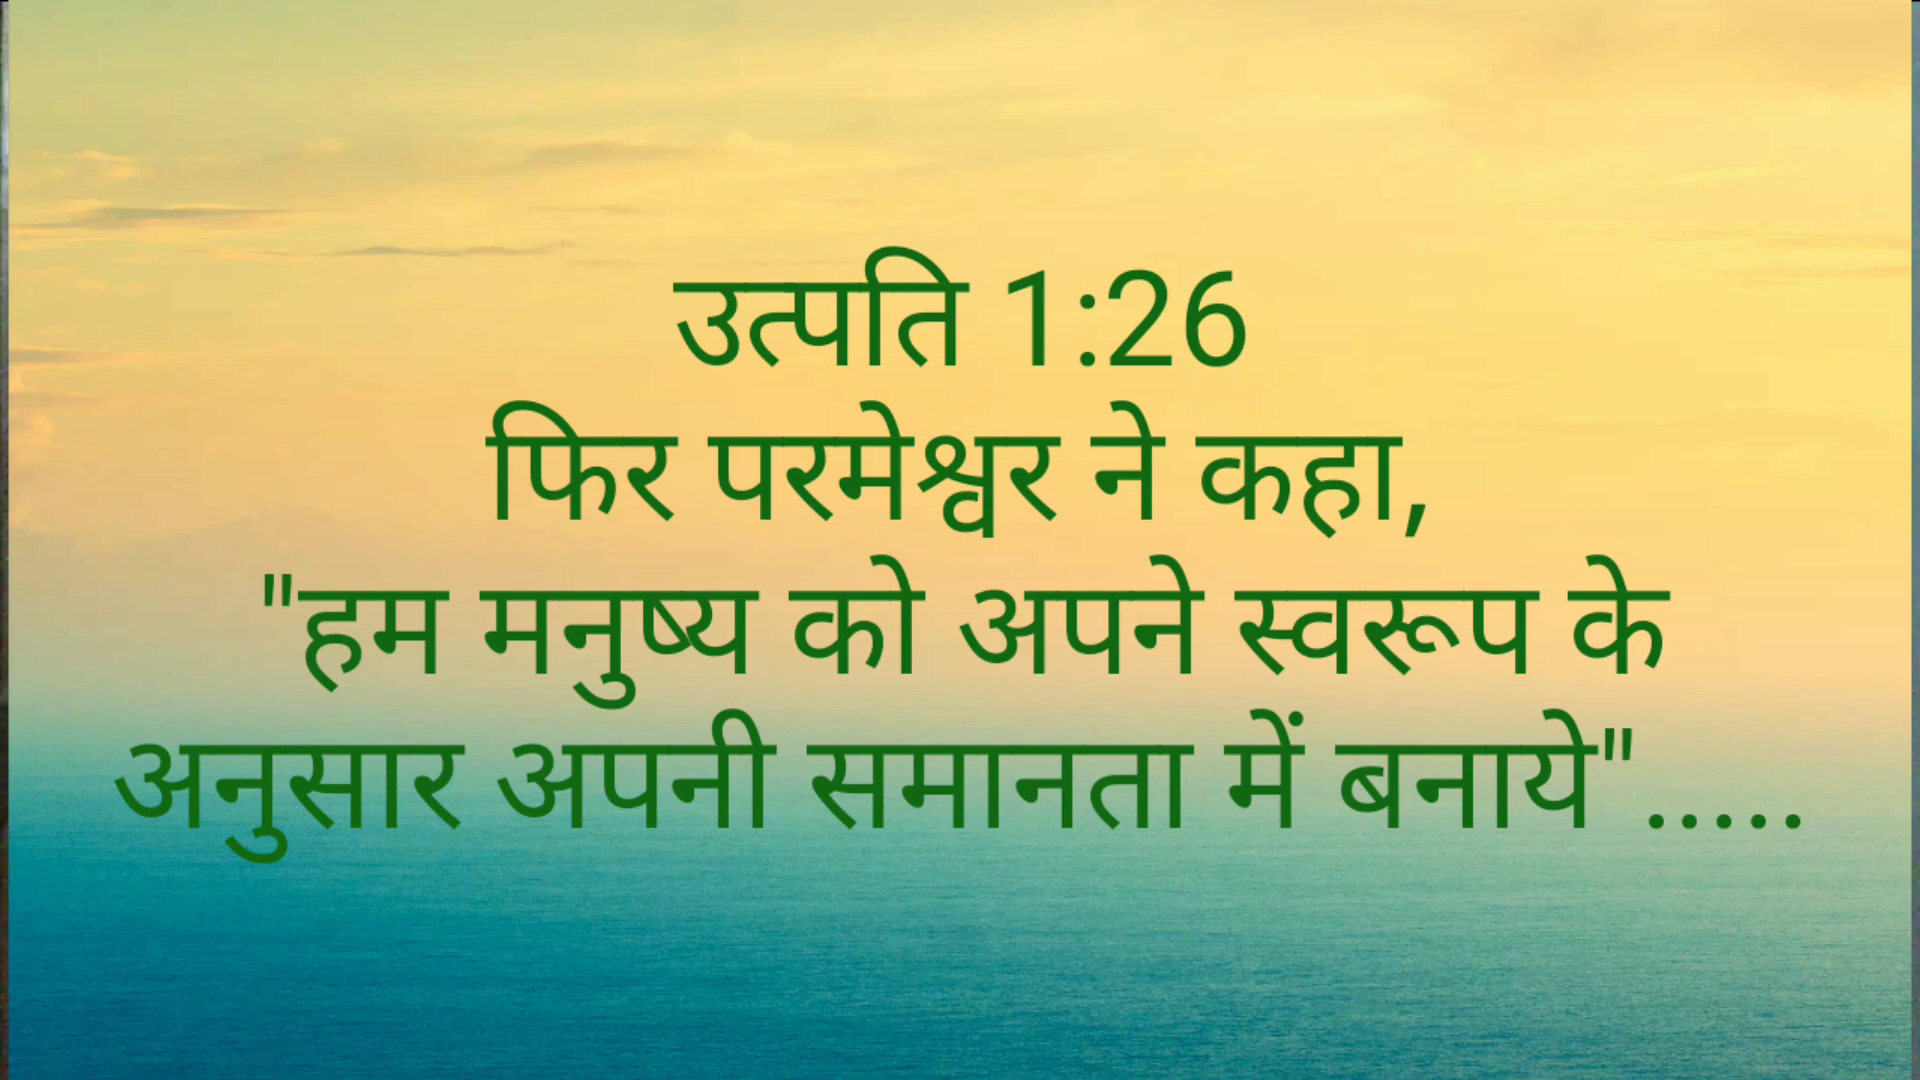 उत्पति 1:26
फिर परमेश्वर ने कहा,
"हम मनुष्य को अपने स्वरूप के
अनुसार अपनी समानता में बनाये".....